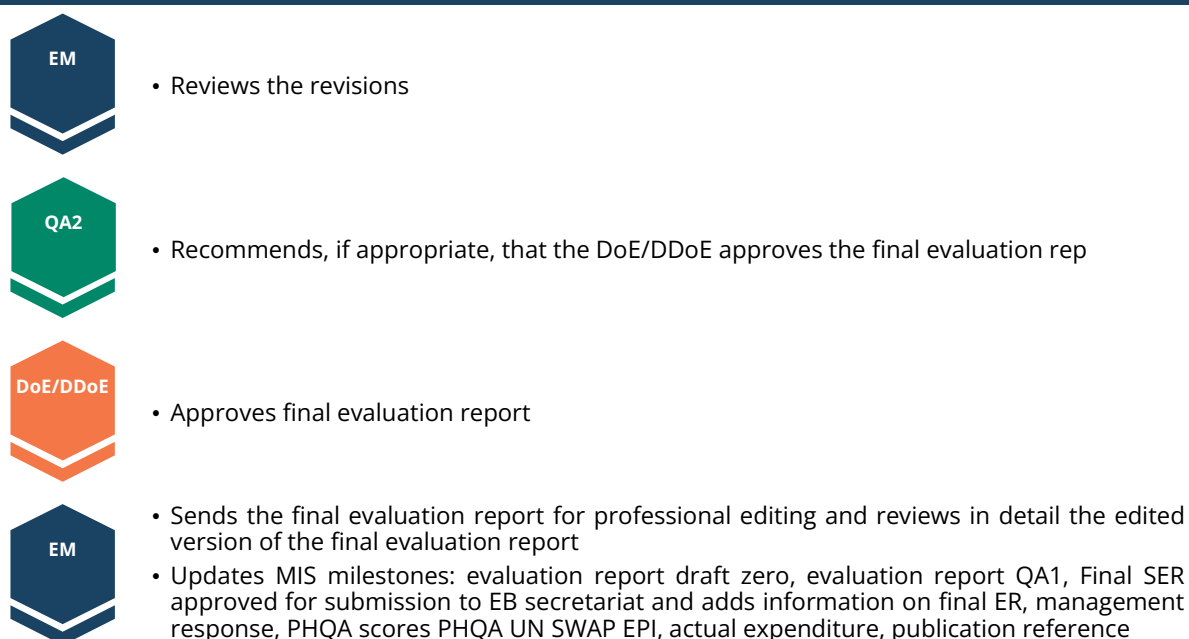 EM
• Reviews the revisions
QA2
• Recommends, if appropriate, that the DoE/DDoE approves the final evaluation rep
DoE/DDoE
• Approves final evaluation report
EM
• Sends the final evaluation report for professional editing and reviews in detail the edited
version of the final evaluation report
• Updates MIS milestones: evaluation report draft zero, evaluation report QA1, Final SER
approved for submission to EB secretariat and adds information on final ER, management
response, PHQA scores PHQA UN SWAP EPI, actual expenditure, publication reference